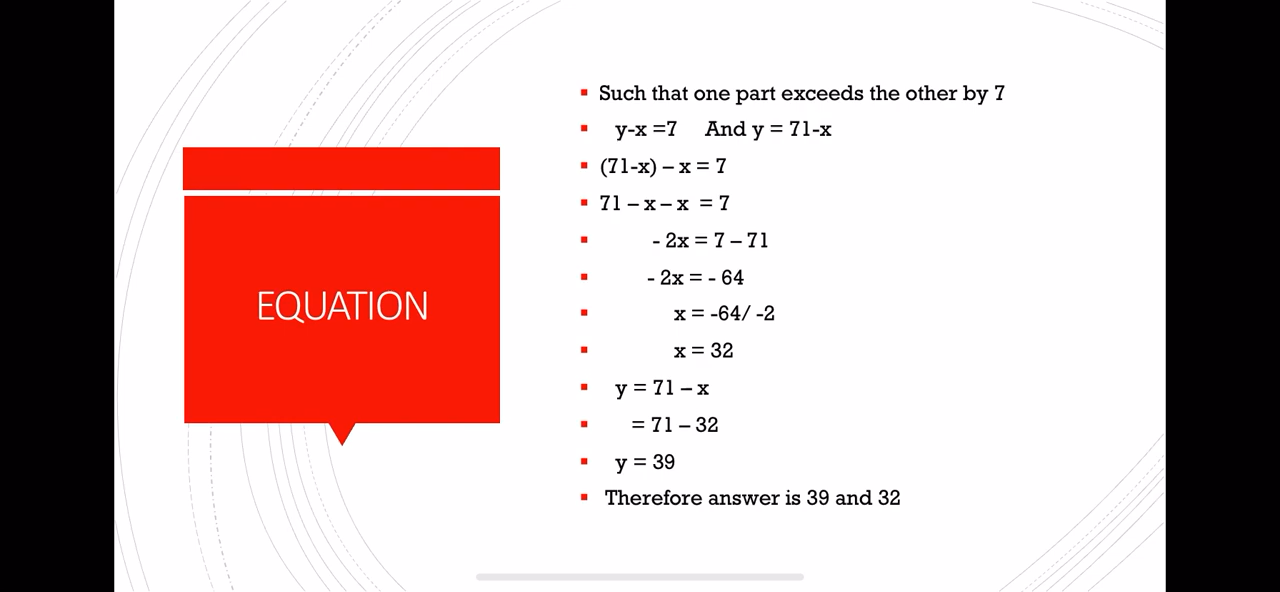 EQUATION
Such that one part exceeds the other by 7
y-x =7 And y = 71-x
(71-x) – x = 7
71 – x – x = 7
- 2x = 7 – 71
- 2x = - 64
x = -64/ -2
x = 32
y = 71 – x
= 71 – 32
y = 39
Therefore answer is 39 and 32